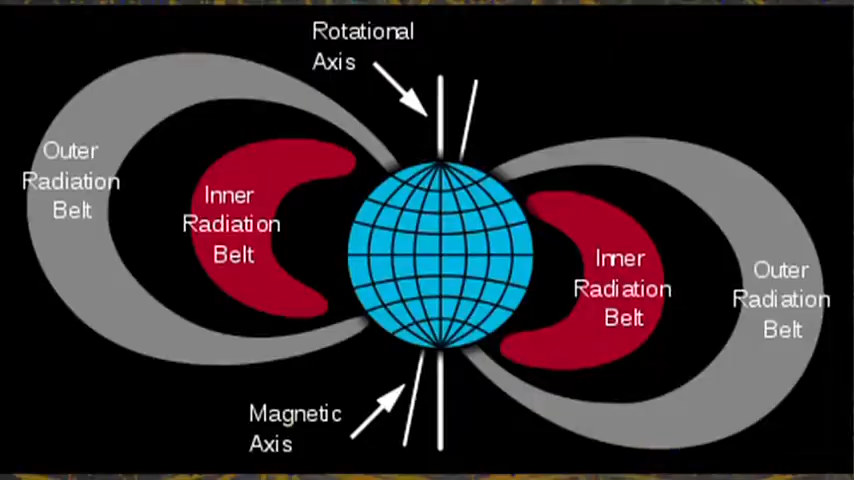 Rotational
Axis
Outer
Radiation
Belt
Inner
Radiation
Belt
Inner
Radiation
Belt
Outer
Radiation
Belt
Magnetic
Axis